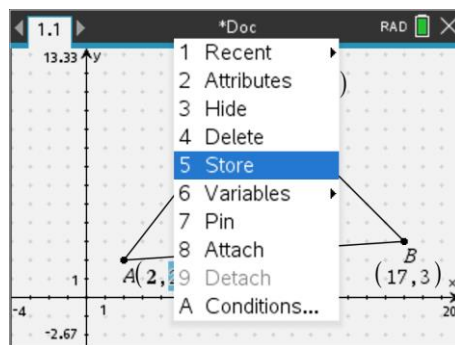 1.1 *Doc RAD
13.33 y
1 Recent
2 Attributes
3 Hide
4 Delete
5 Store
6 Variables
7 Pin
8 Attach
9 Detach
A Conditions...
)
A(2,
B
(17,3)
1
x
-4
1
20
-2.67